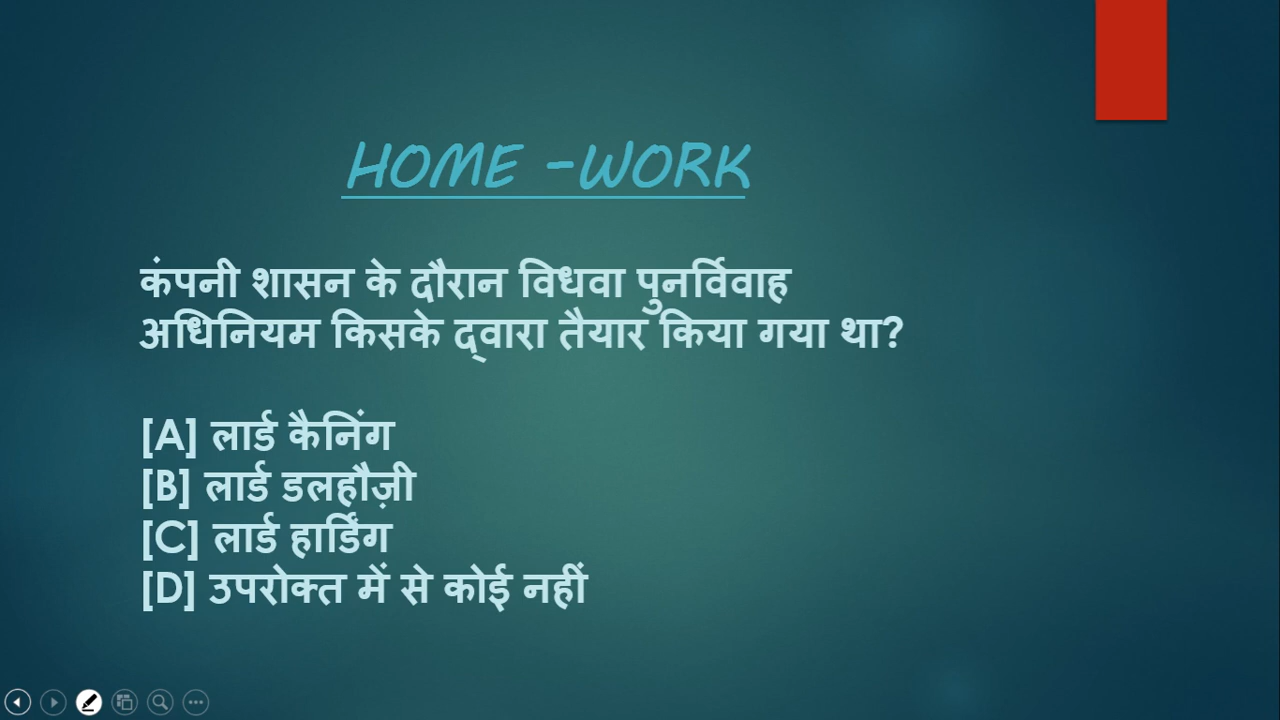 HOME -WORK
कंपनी शासन के दौरान विधवा पुनर्विवाह
अधिनियम किसके द्वारा तैयार किया गया था?
[A] लार्ड कैनिंग
[B] लार्ड डलहौज़ी
[C] लार्ड हार्डिंग
[D] उपरोक्त में से कोई नहीं